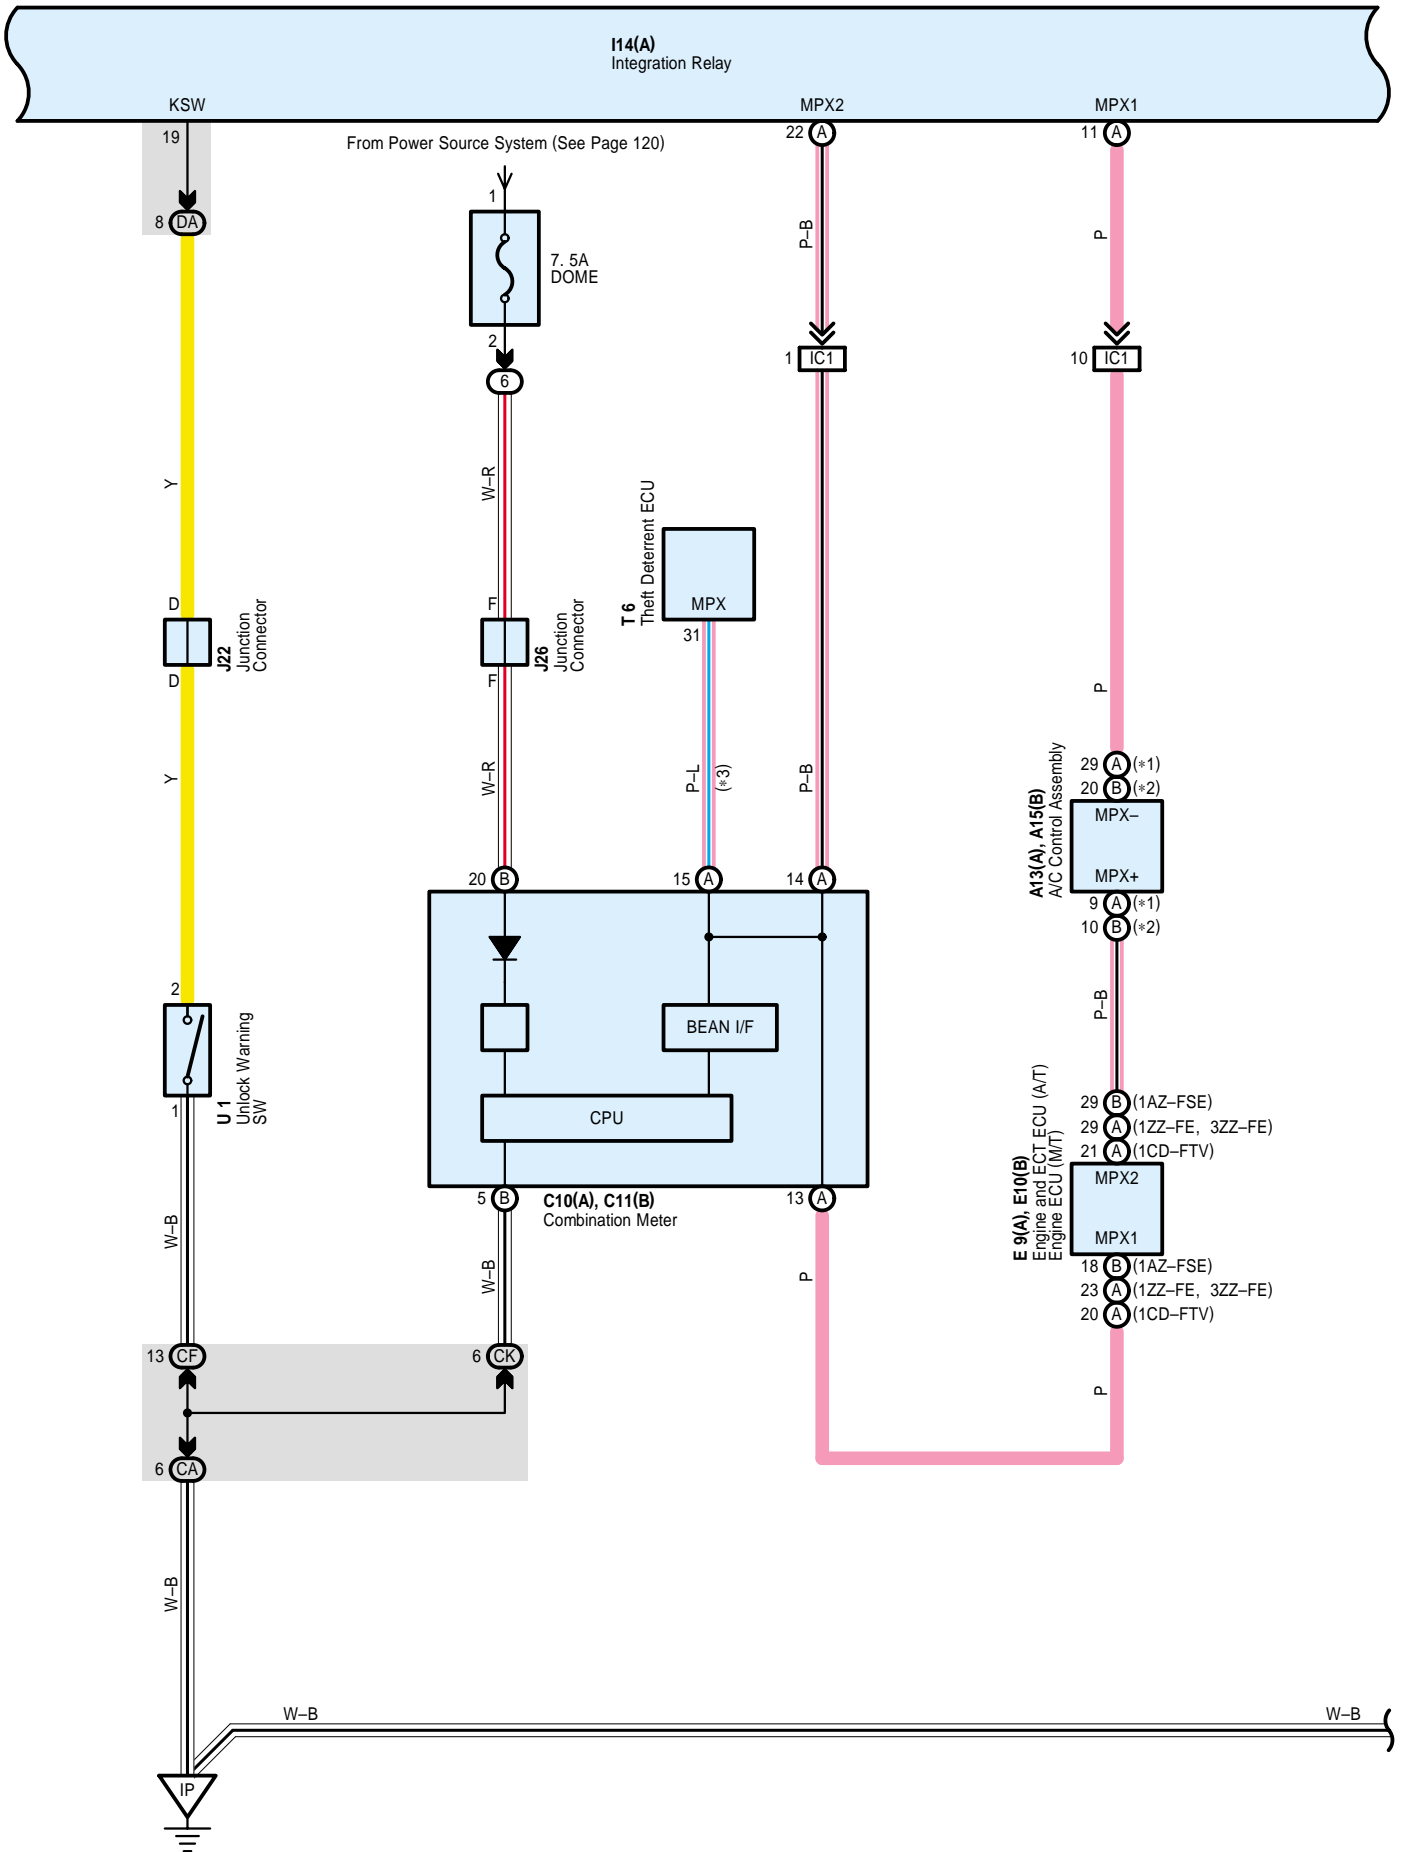 I14(A)
Integration Relay
KSW
MPX2
MPX1
19
22 A
11 A
From Power Source System (See Page 120)
8 DA
1
7. 5A
DOME
2
6
P–B
P
1 IC1
10 IC1
Y
W–R
T 6
Theft Deterrent ECU
MPX
31
D
J22
Junction
Connector
D
F
J26
Junction
Connector
F
P
Y
W–R
P–L
(*3)
P–B
29 A (*1)
20 B (*2)
A13(A), A15(B)
A/C Control Assembly
MPX–
MPX+
9 A (*1)
10 B (*2)
20 B
15 A
14 A
P–B
2
U 1
Unlock Warning
SW
1
BEAN I/F
CPU
29 B (1AZ–FSE)
29 A (1ZZ–FE, 3ZZ–FE)
21 A (1CD–FTV)
E 9(A), E10(B)
Engine and ECT ECU (A/T)
Engine ECU (M/T)
MPX2
MPX1
18 B (1AZ–FSE)
23 A (1ZZ–FE, 3ZZ–FE)
20 A (1CD–FTV)
5 B
C10(A), C11(B)
Combination Meter
13 A
W–B
W–B
P
P
13 CF
6 CK
6 CA
W–B
W–B
W–B
IP